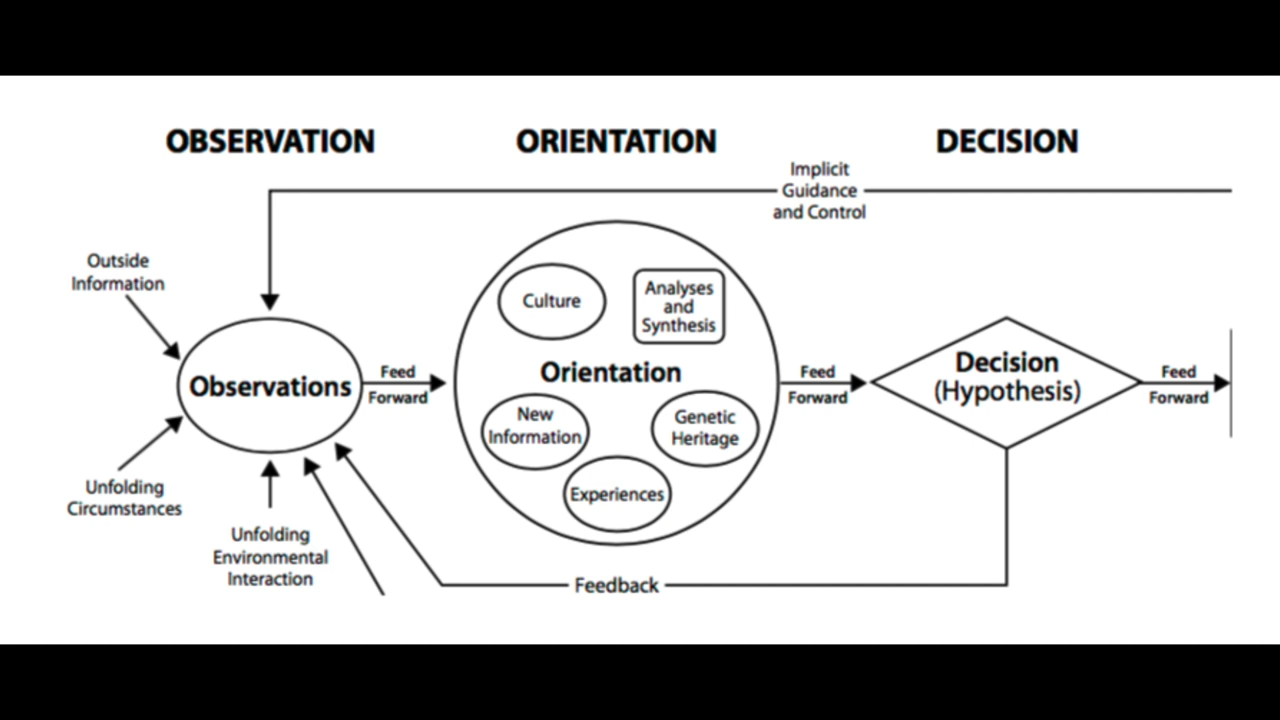 OBSERVATION
ORIENTATION
DECISION
Implicit
Guidance
and Control
Outside
Information
Culture
Analyses
and
Synthesis
Observations
Feed
Forward
Orientation
Feed
Forward
Decision
(Hypothesis)
Feed
Forward
New
Information
Genetic
Heritage
Experiences
Unfolding
Circumstances
Unfolding
Environmental
Interaction
Feedback